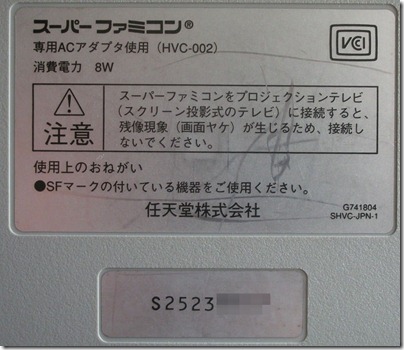 スーパーファミコン®
専用ACアダプタ使用 (HVC-002)
消費電力 8W
VCI
注意
スーパーファミコンをプロジェクションテレビ
(スクリーン投影式のテレビ) に接続すると、
残像現象 (画面ヤケ) が生じるため、接続し
ないでください。
使用上のおねがい
●SFマークの付いている機器をご使用ください。
任天堂株式会社
G741804
SHVC-JPN-1
S2523